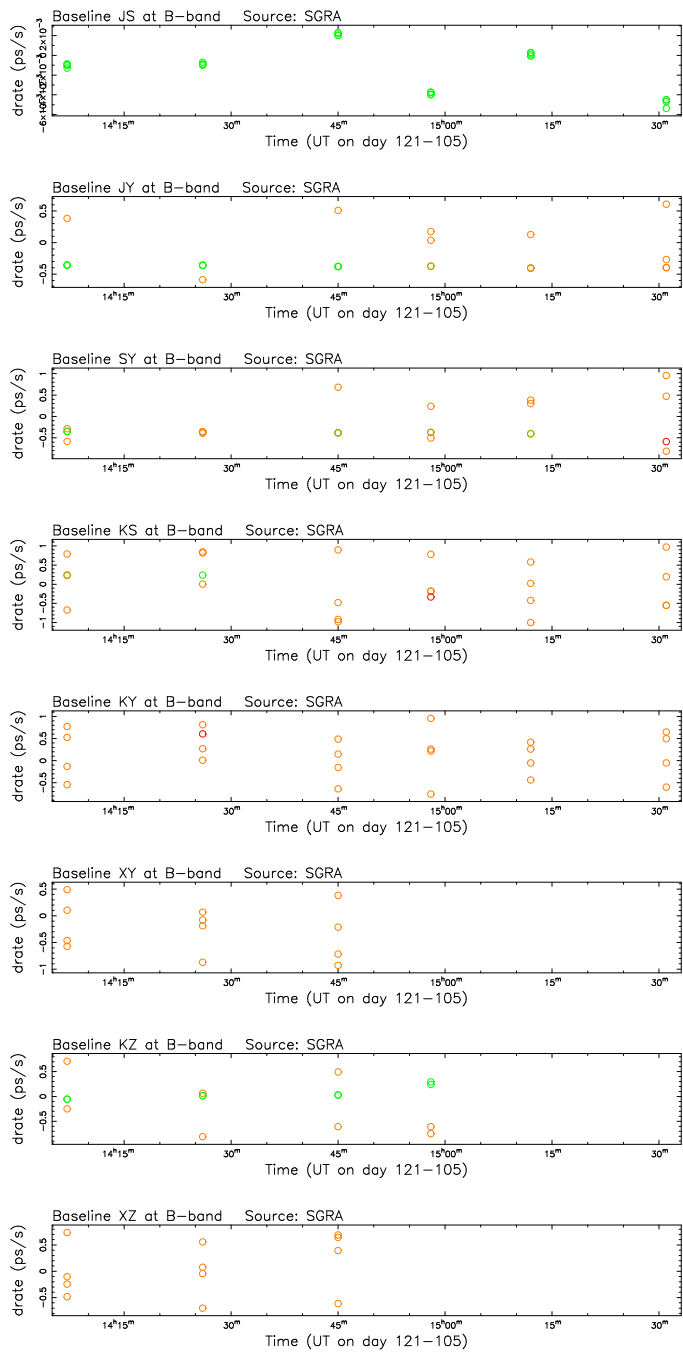 Baseline JS at B-band Source: SGRA
drate (ps/s)
14ʰ15ᵐ 30ᵐ 45ᵐ 15ʰ00ᵐ 15ᵐ 30ᵐ
Time (UT on day 121-105)
Baseline JY at B-band Source: SGRA
drate (ps/s)
0.5
0
-0.5
14ʰ15ᵐ 30ᵐ 45ᵐ 15ʰ00ᵐ 15ᵐ 30ᵐ
Time (UT on day 121-105)
Baseline SY at B-band Source: SGRA
drate (ps/s)
1
0.5
0
-0.5
14ʰ15ᵐ 30ᵐ 45ᵐ 15ʰ00ᵐ 15ᵐ 30ᵐ
Time (UT on day 121-105)
Baseline KS at B-band Source: SGRA
drate (ps/s)
1
0.5
0
-0.5
-1
14ʰ15ᵐ 30ᵐ 45ᵐ 15ʰ00ᵐ 15ᵐ 30ᵐ
Time (UT on day 121-105)
Baseline KY at B-band Source: SGRA
drate (ps/s)
1
0.5
0
-0.5
14ʰ15ᵐ 30ᵐ 45ᵐ 15ʰ00ᵐ 15ᵐ 30ᵐ
Time (UT on day 121-105)
Baseline XY at B-band Source: SGRA
drate (ps/s)
0.5
0
-0.5
-1
14ʰ15ᵐ 30ᵐ 45ᵐ 15ʰ00ᵐ 15ᵐ 30ᵐ
Time (UT on day 121-105)
Baseline KZ at B-band Source: SGRA
drate (ps/s)
0.5
0
-0.5
14ʰ15ᵐ 30ᵐ 45ᵐ 15ʰ00ᵐ 15ᵐ 30ᵐ
Time (UT on day 121-105)
Baseline XZ at B-band Source: SGRA
drate (ps/s)
0.5
0
-0.5
14ʰ15ᵐ 30ᵐ 45ᵐ 15ʰ00ᵐ 15ᵐ 30ᵐ
Time (UT on day 121-105)